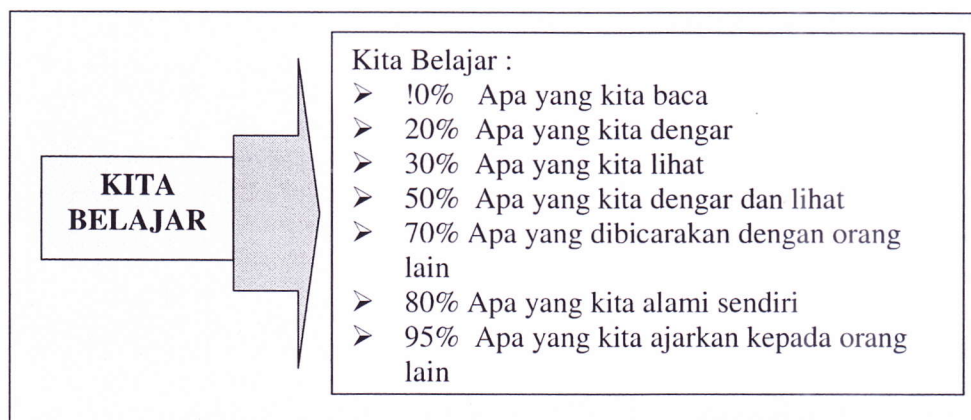 KITA
BELAJAR
Kita Belajar :
➤ !0% Apa yang kita baca
➤ 20% Apa yang kita dengar
➤ 30% Apa yang kita lihat
➤ 50% Apa yang kita dengar dan lihat
➤ 70% Apa yang dibicarakan dengan orang
lain
➤ 80% Apa yang kita alami sendiri
➤ 95% Apa yang kita ajarkan kepada orang
lain